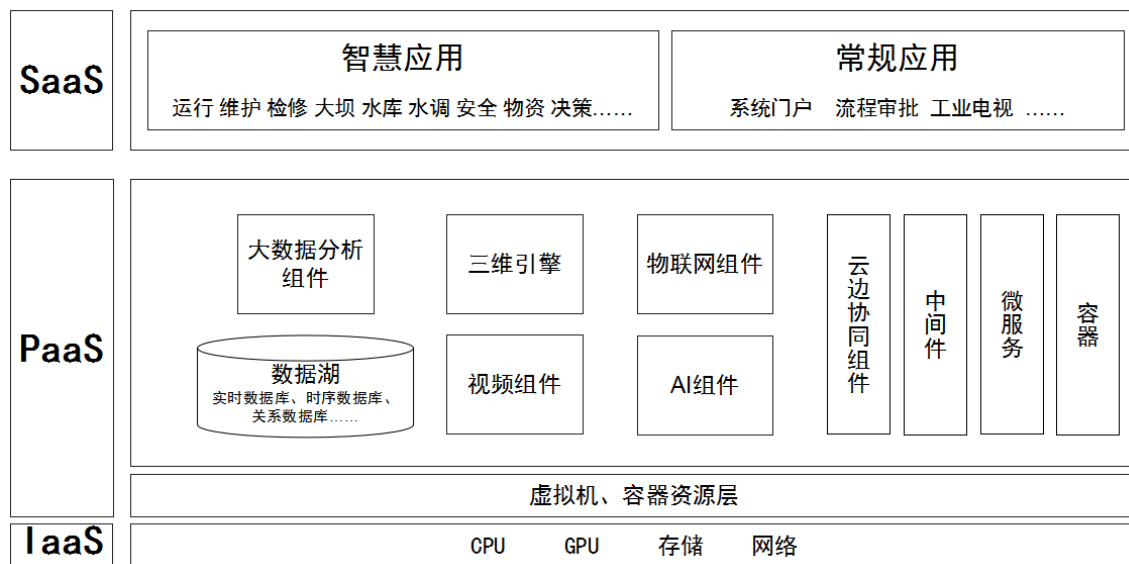 SaaS
智慧应用
运行 维护 检修 大坝 水库 水调 安全 物资 决策……
常规应用
系统门户 流程审批 工业电视 ……
PaaS
大数据分析
组件
三维引擎
物联网组件
数据湖
实时数据库、时序数据库、
关系数据库……
视频组件
AI组件
云边协同组件
中间件
微服务
容器
虚拟机、容器资源层
IaaS
CPU GPU 存储 网络